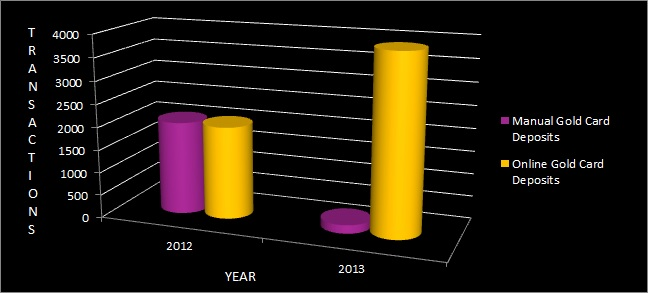 TRANSACTIONS
4000
3500
3000
2500
2000
1500
1000
500
0
2012
2013
YEAR
Manual Gold Card
Deposits
Online Gold Card
Deposits